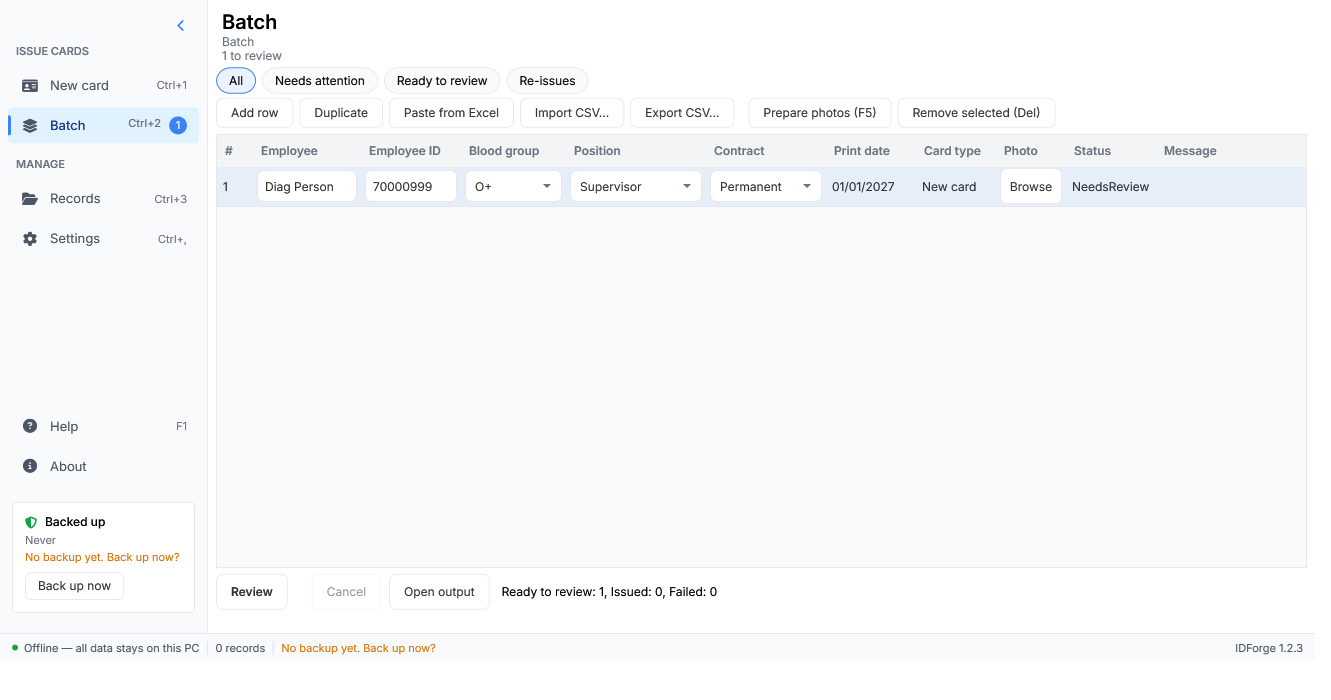 ISSUE CARDS
New card Ctrl+1
Batch Ctrl+2 1
MANAGE
Records Ctrl+3
Settings Ctrl+,
Help F1
About
Backed up
Never
No backup yet. Back up now?
Back up now
Batch
Batch
1 to review
All Needs attention Ready to review Re-issues
Add row Duplicate Paste from Excel Import CSV... Export CSV... Prepare photos (F5) Remove selected (Del)
# Employee Employee ID Blood group Position Contract Print date Card type Photo Status Message
1 Diag Person 70000999 O+ Supervisor Permanent 01/01/2027 New card Browse NeedsReview
Review Cancel Open output Ready to review: 1, Issued: 0, Failed: 0
Offline — all data stays on this PC 0 records No backup yet. Back up now? IDForge 1.2.3